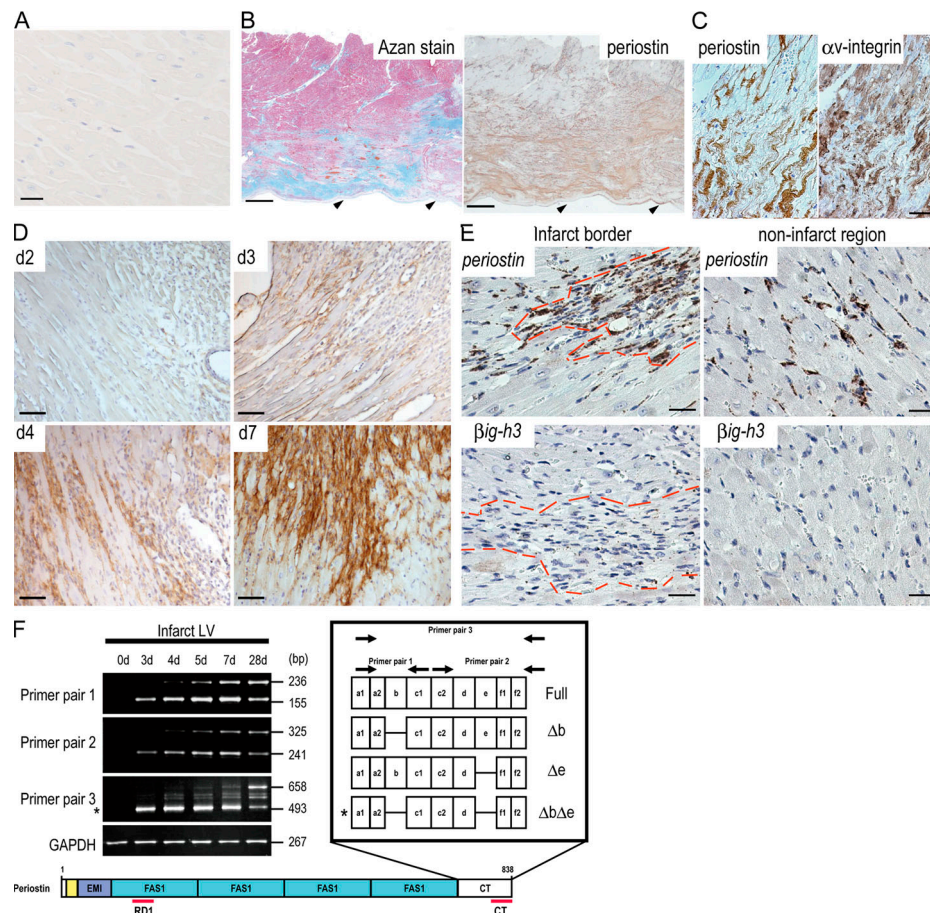 A
B
Azan stain
periostin
C
periostin
αv-integrin
D
d2
d3
d4
d7
E
Infarct border
non-infarct region
periostin
periostin
βig-h3
βig-h3
F
Infarct LV
0d 3d 4d 5d 7d 28d (bp)
Primer pair 1
236
155
Primer pair 2
325
241
Primer pair 3
658
*
493
GAPDH
267
Primer pair 3
Primer pair 1
Primer pair 2
a1 a2 b c1 c2 d e f1 f2 Full
a1 a2 c1 c2 d e f1 f2 Δb
a1 a2 b c1 c2 d f1 f2 Δe
* a1 a2 c1 c2 d f1 f2 ΔbΔe
1
838
Periostin EMI FAS1 FAS1 FAS1 FAS1 CT
RD1
CT